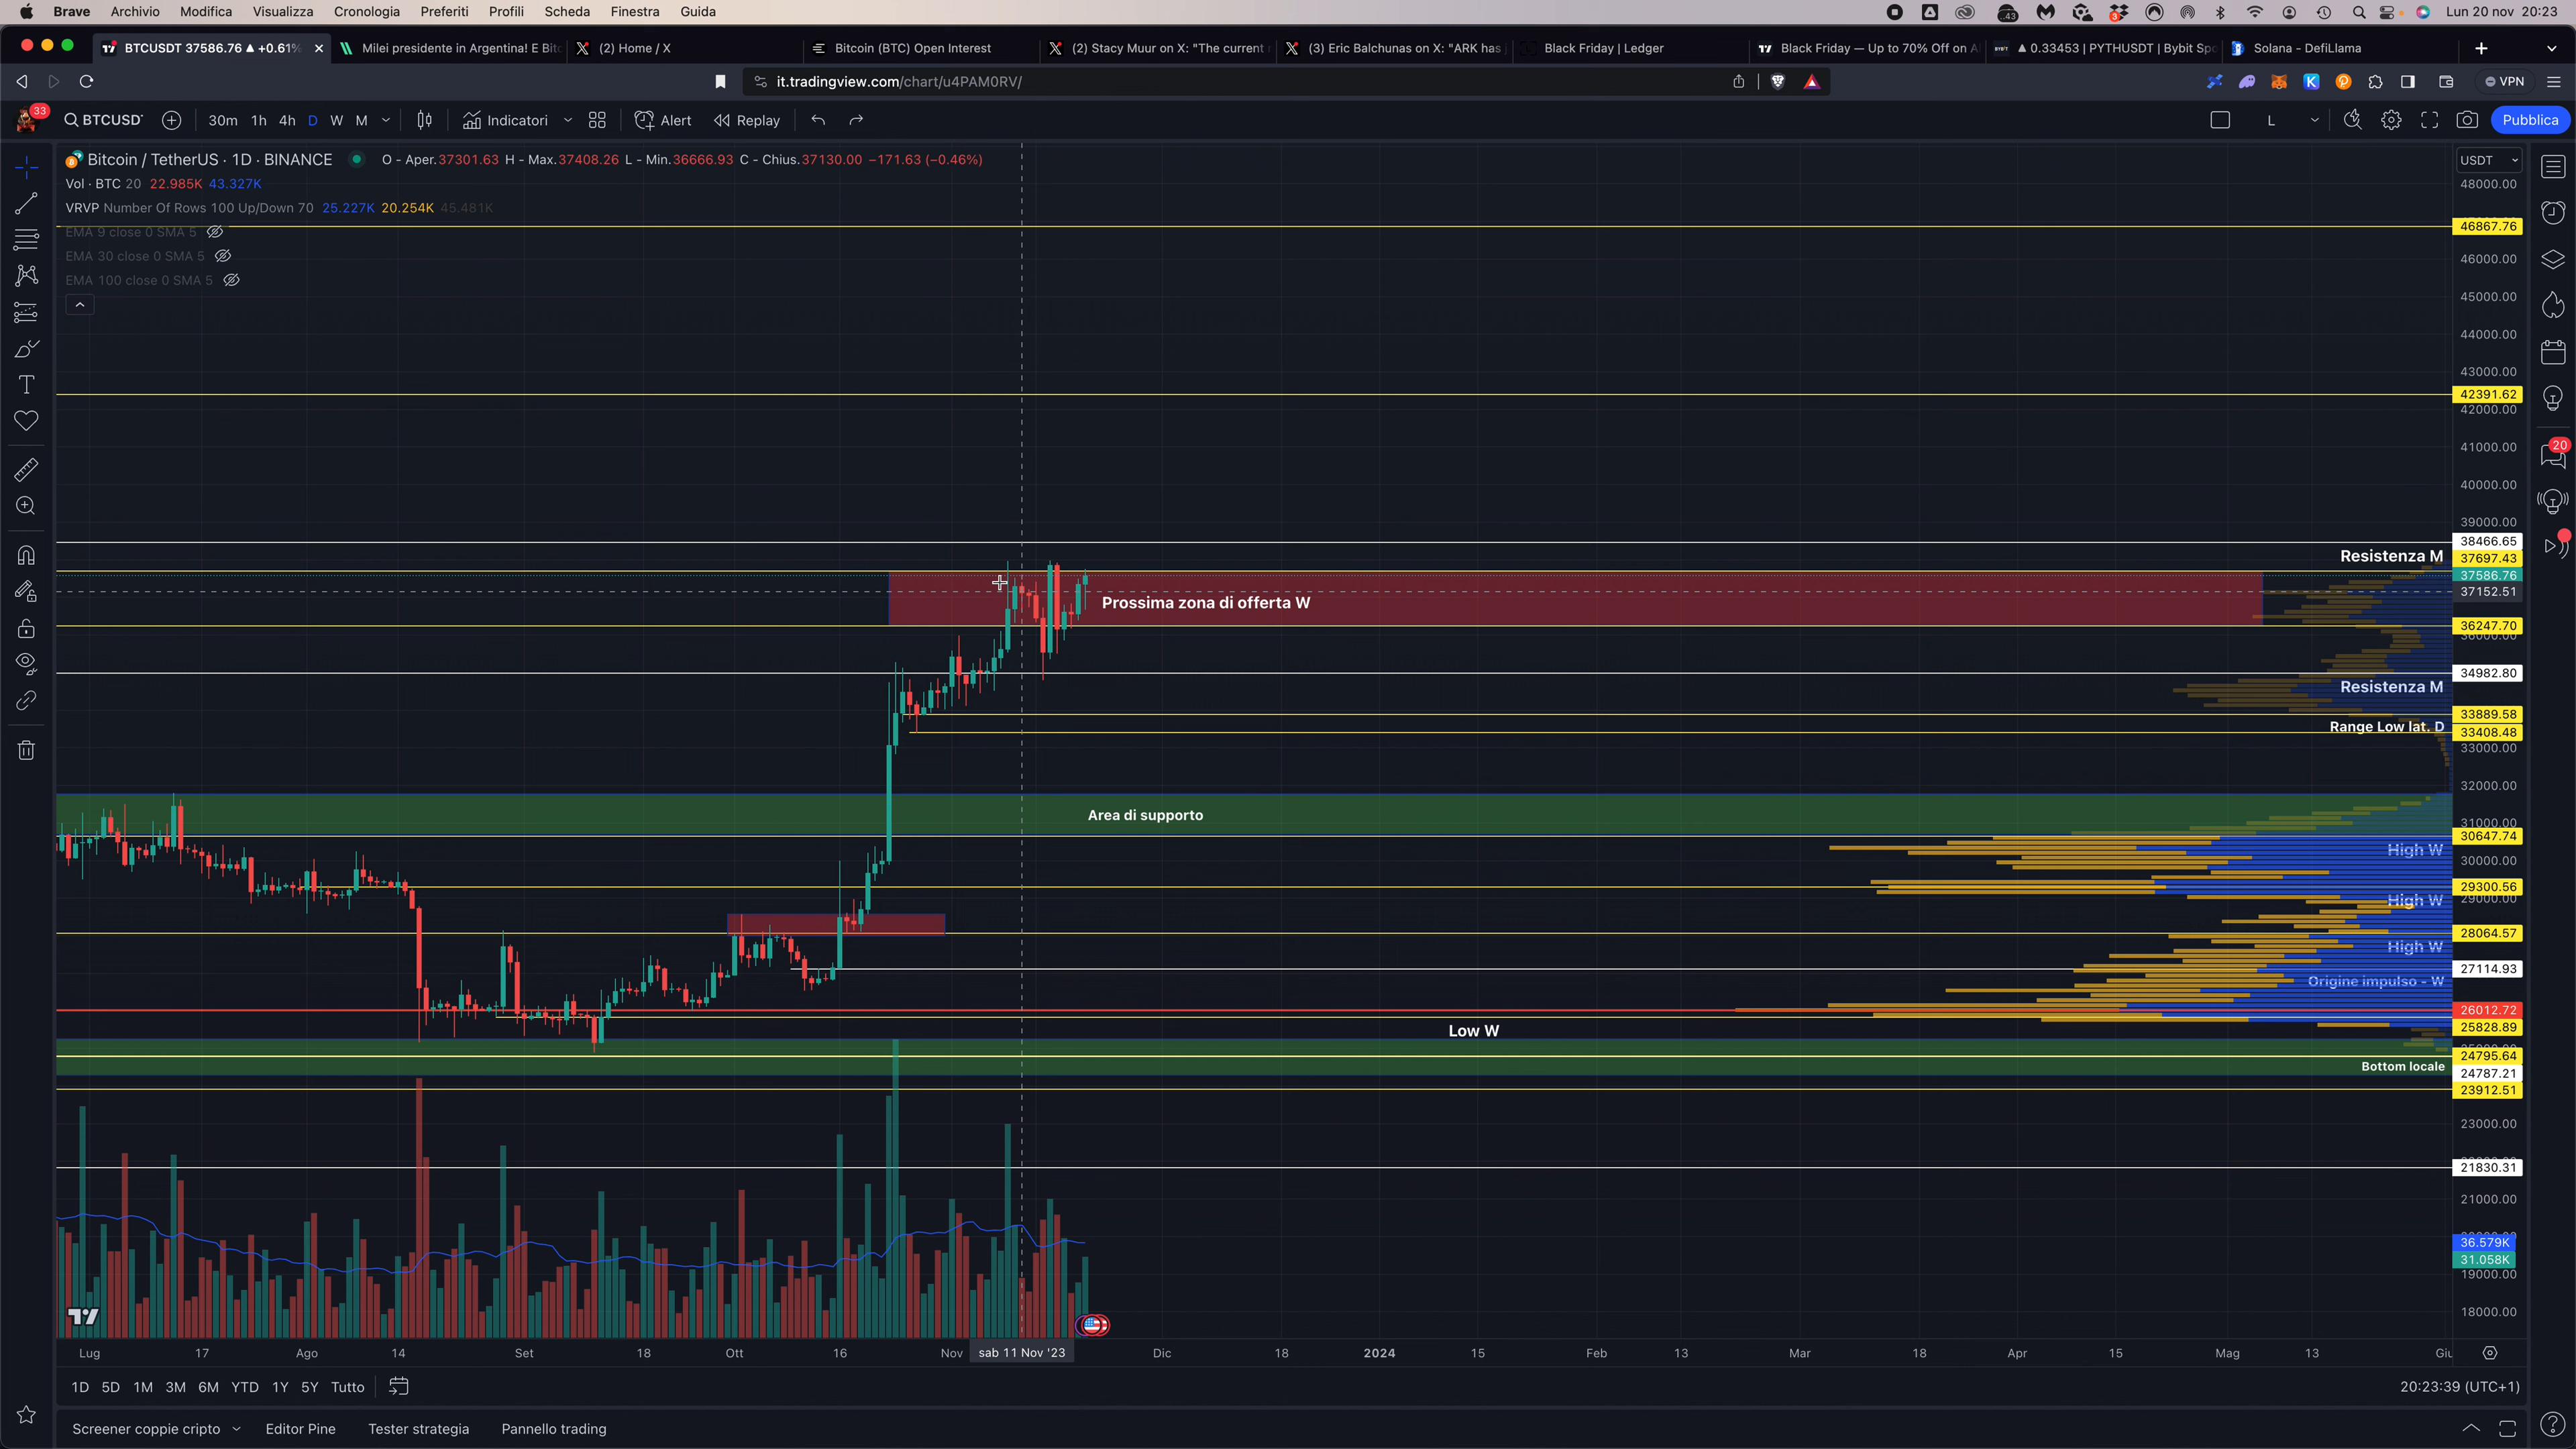 Brave Archivio Modifica Visualizza Cronologia Preferiti Profili Scheda Finestra Guida .43 3 Lun 20 nov 20:23
BTCUSDT 37586.76 ▲ +0.61% Milei presidente in Argentina! E Bitc (2) Home / X Bitcoin (BTC) Open Interest (2) Stacy Muur on X: "The current r (3) Eric Balchunas on X: "ARK has j Black Friday | Ledger Black Friday — Up to 70% Off on A ▲ 0.33453 | PYTHUSDT | Bybit Spo Solana - DefiLlama
it.tradingview.com/chart/u4PAM0RV/ VPN
33 BTCUSDT 30m 1h 4h D W M Indicatori Alert Replay L Pubblica
Bitcoin / TetherUS · 1D · BINANCE O - Aper.37301.63 H - Max.37408.26 L - Min.36666.93 C - Chius.37130.00 −171.63 (−0.46%) USDT
Vol · BTC 20 22.985K 43.327K
48000.00
VRVP Number Of Rows 100 Up/Down 70 25.227K 20.254K 45.481K
46867.76
EMA 9 close 0 SMA 5
EMA 30 close 0 SMA 5
46000.00
EMA 100 close 0 SMA 5
45000.00
44000.00
43000.00
42391.62
42000.00
41000.00
20
40000.00
39000.00
38466.65
Resistenza M 37697.43
37586.76
37152.51
Prossima zona di offerta W
36247.70
36000.00
34982.80
Resistenza M
33889.58
Range Low lat. D 33408.48
33000.00
32000.00
Area di supporto
31000.00
30647.74
High W
30000.00
29300.56
High W 29000.00
28064.57
High W
27114.93
Origine impulso - W
26012.72
Low W 25828.89
24795.64
Bottom locale 24787.21
23912.51
23000.00
21830.31
21000.00
36.579K
31.058K
19000.00
18000.00
Lug 17 Ago 14 Set 18 Ott 16 Nov sab 11 Nov '23 Dic 18 2024 15 Feb 13 Mar 18 Apr 15 Mag 13 Giu
1D 5D 1M 3M 6M YTD 1Y 5Y Tutto 20:23:39 (UTC+1)
Screener coppie cripto Editor Pine Tester strategia Pannello trading